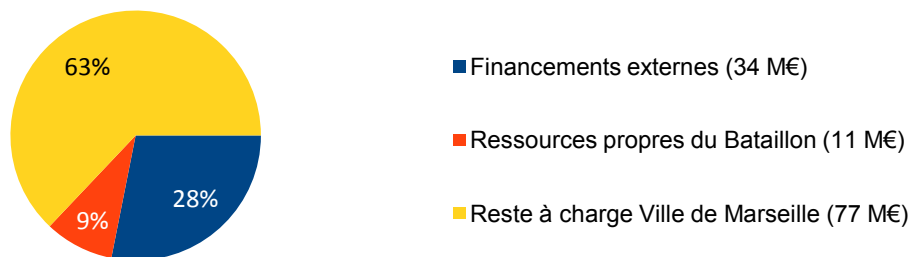 63%
Financements externes (34 M€)
Ressources propres du Bataillon (11 M€)
28%
9%
Reste à charge Ville de Marseille (77 M€)